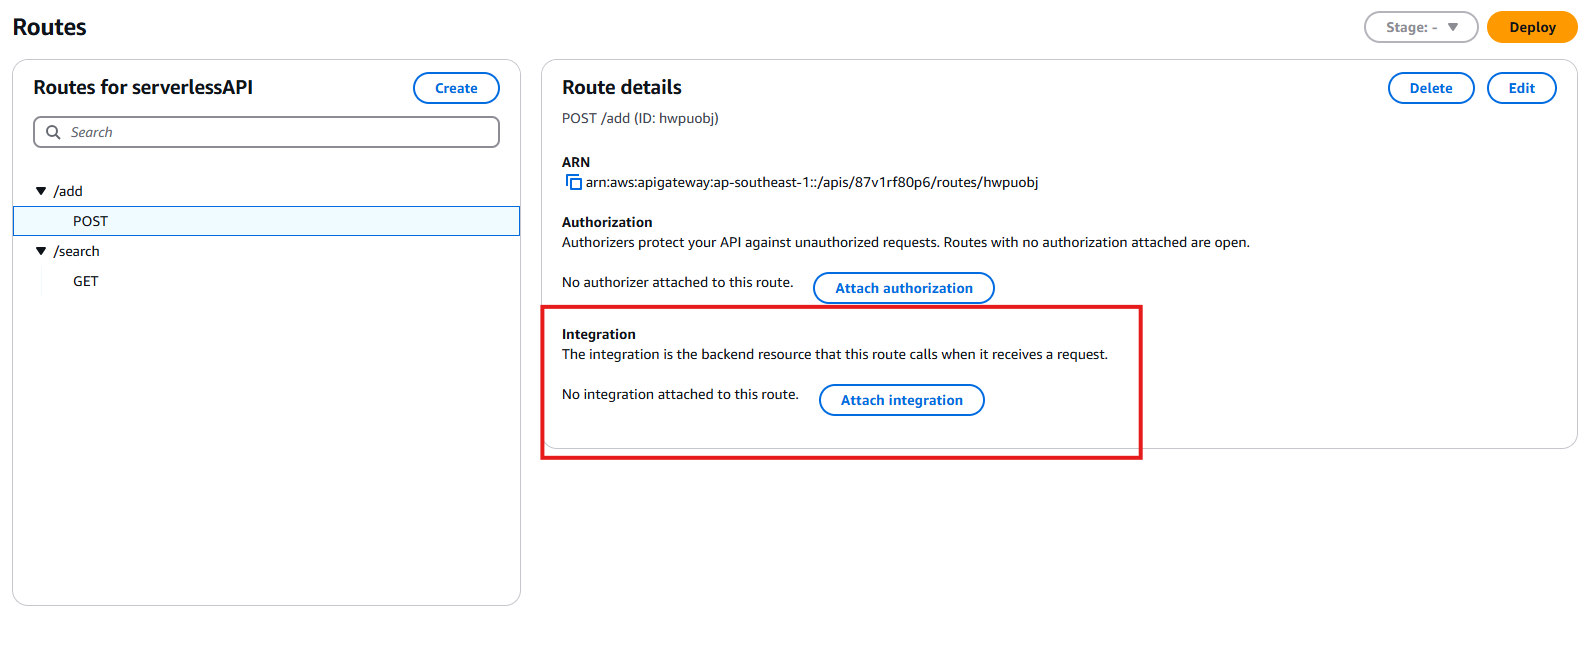 Routes
Stage: -
Deploy
Routes for serverlessAPI
Create
Search
/add
POST
/search
GET
Route details
Delete
Edit
POST /add (ID: hwpuobj)
ARN
arn:aws:apigateway:ap-southeast-1::/apis/87v1rf80p6/routes/hwpuobj
Authorization
Authorizers protect your API against unauthorized requests. Routes with no authorization attached are open.
No authorizer attached to this route.
Attach authorization
Integration
The integration is the backend resource that this route calls when it receives a request.
No integration attached to this route.
Attach integration